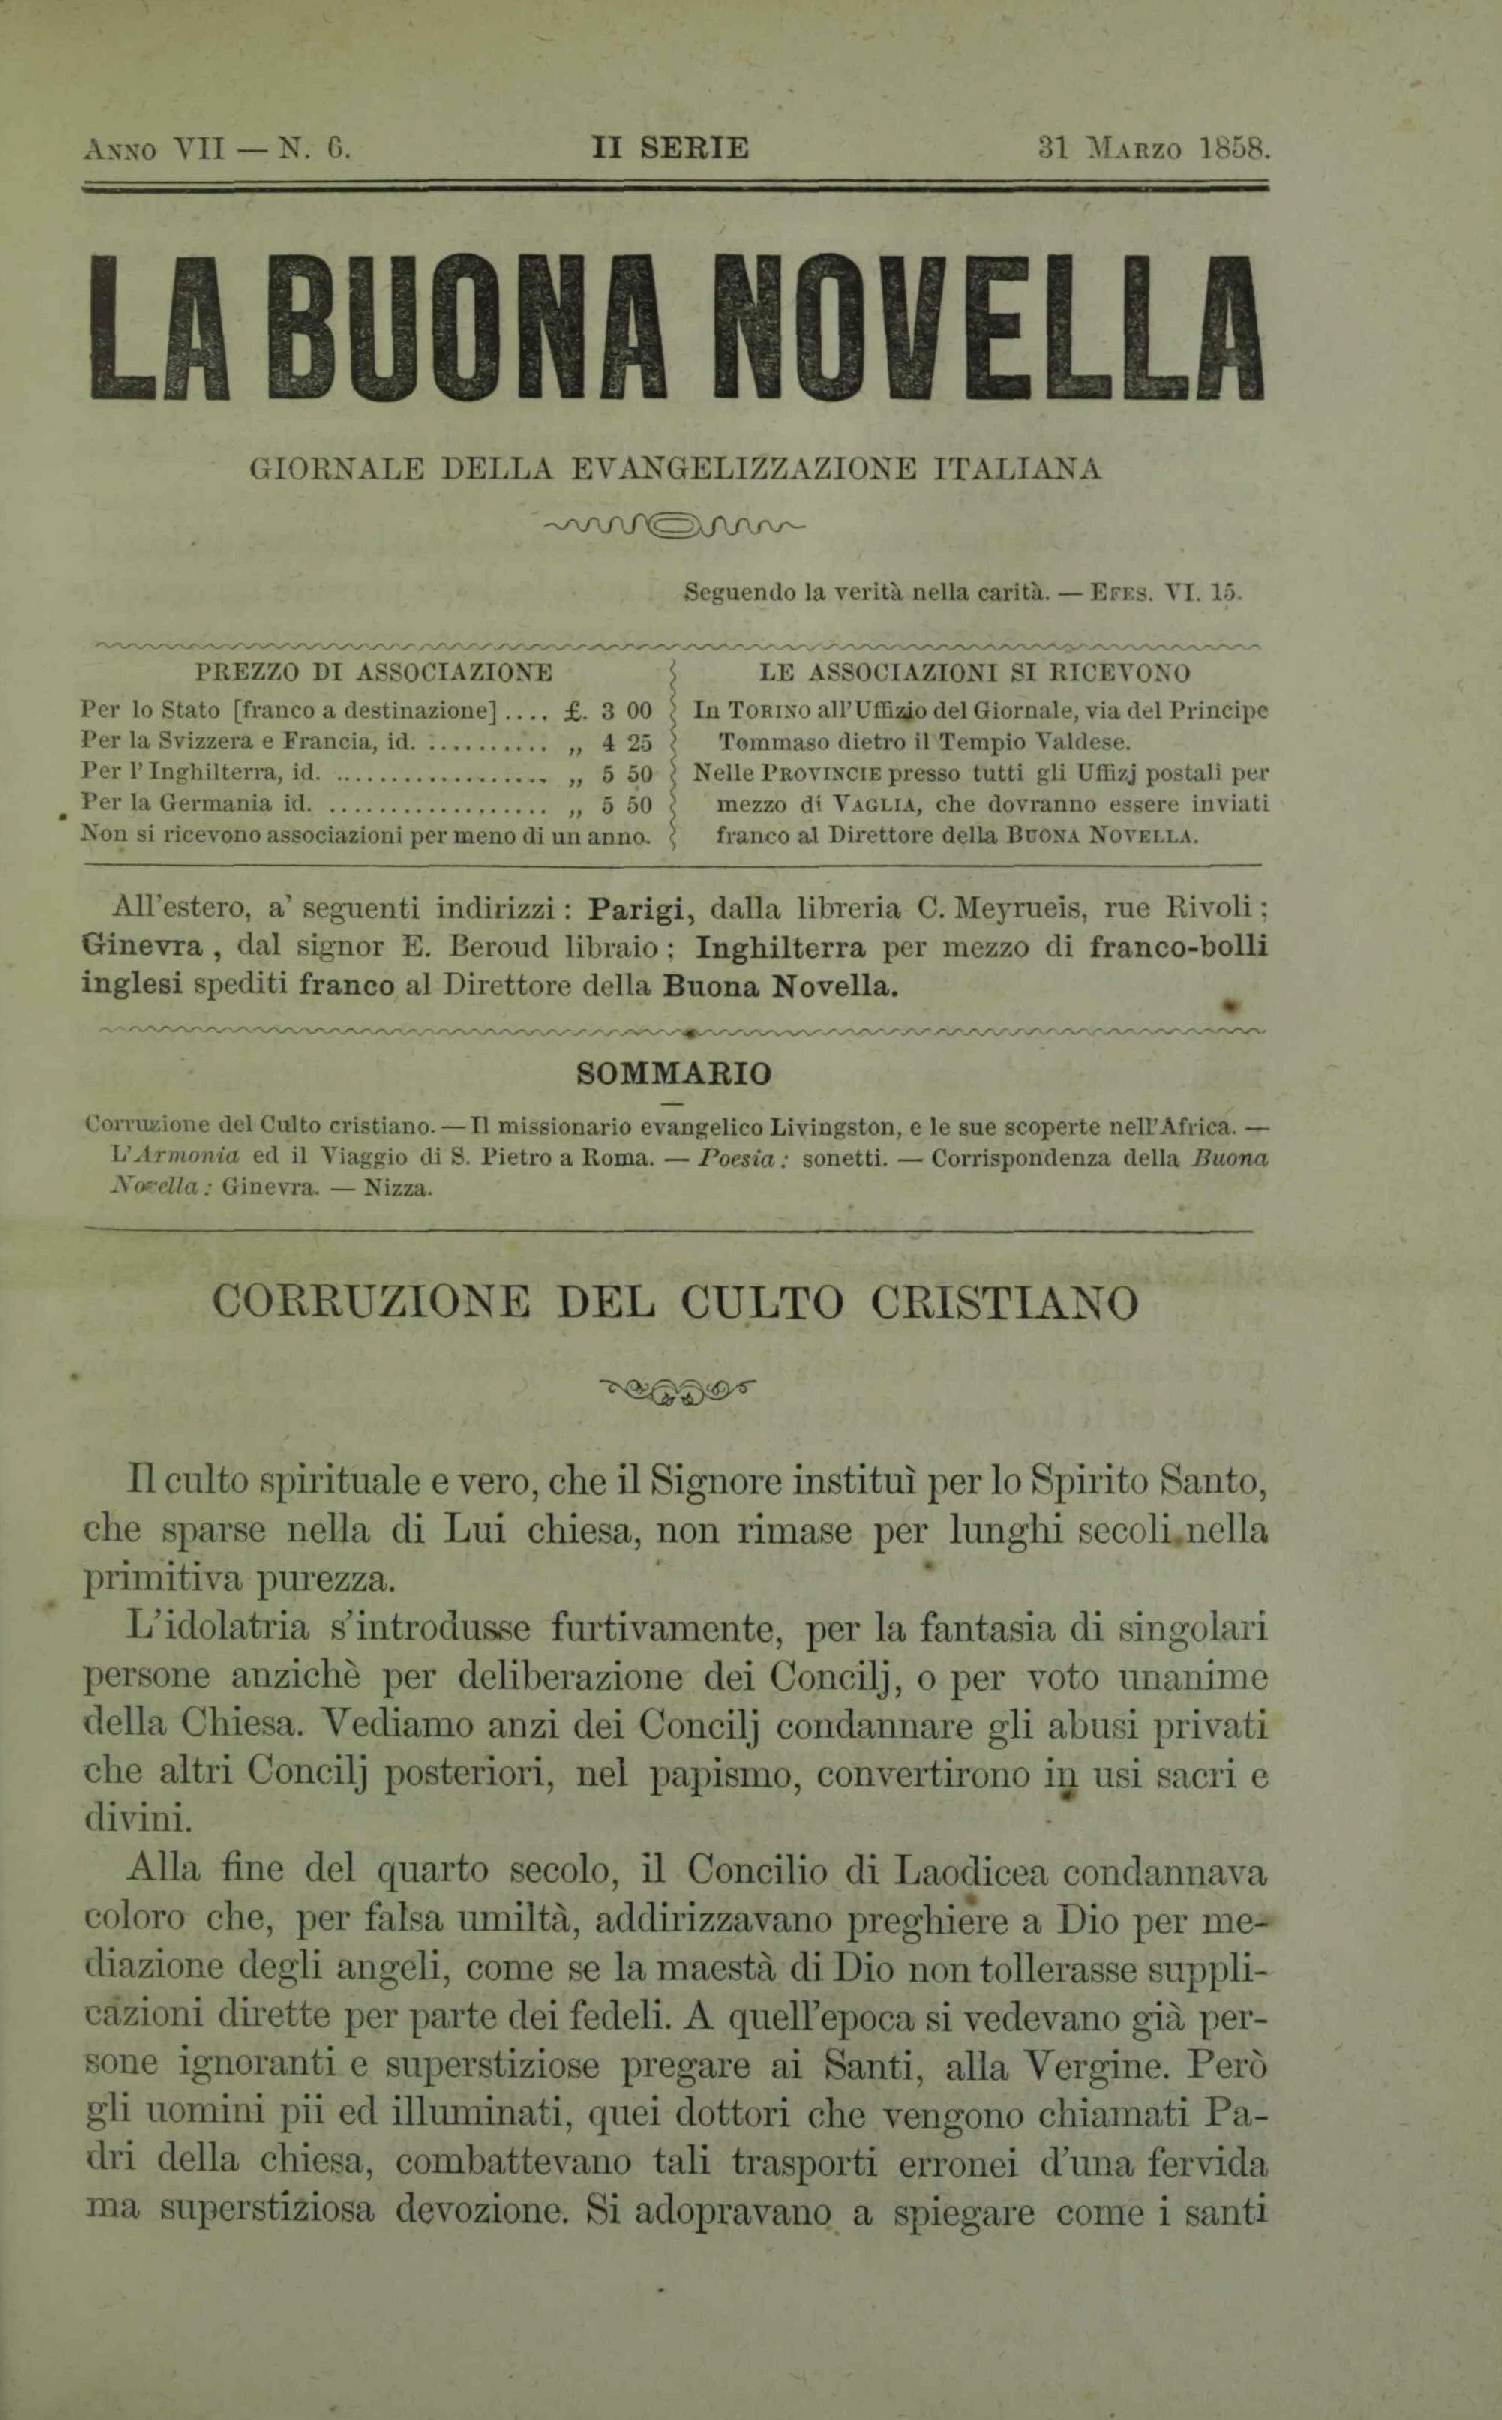 ANNO VII — N. 6. II SERIE 31 MARZO 1858.
LA BUONA NOVELLA
GIORNALE DELLA EVANGELIZZAZIONE ITALIANA
Seguendo la verità nella carità. — EFES. VI. 15.
PREZZO DI ASSOCIAZIONE
Per lo Stato [franco a destinazione] .... £. 3 00
Per la Svizzera e Francia, id. .......... „ 4 25
Per l' Inghilterra, id. .................. „ 5 50
Per la Germania id. .................. „ 5 50
Non si ricevono associazioni per meno di un anno.
LE ASSOCIAZIONI SI RICEVONO
In TORINO all'Uffizio del Giornale, via del Principe
Tommaso dietro il Tempio Valdese.
Nelle PROVINCIE presso tutti gli Uffizj postali per
mezzo di VAGLIA, che dovranno essere inviati
franco al Direttore della BUONA NOVELLA.
All'estero, a' seguenti indirizzi : Parigi, dalla libreria C. Meyrueis, rue Rivoli ;
Ginevra , dal signor E. Beroud libraio ; Inghilterra per mezzo di franco-bolli
inglesi spediti franco al Direttore della Buona Novella.
SOMMARIO
Corruzione del Culto cristiano. — Il missionario evangelico Livingston, e le sue scoperte nell'Africa. —
L'Armonia ed il Viaggio di S. Pietro a Roma. — Poesia : sonetti. — Corrispondenza della Buona
Novella : Ginevra. — Nizza.
CORRUZIONE DEL CULTO CRISTIANO
Il culto spirituale e vero, che il Signore instituì per lo Spirito Santo,
che sparse nella di Lui chiesa, non rimase per lunghi secoli nella
primitiva purezza.
L'idolatria s'introdusse furtivamente, per la fantasia di singolari
persone anzichè per deliberazione dei Concilj, o per voto unanime
della Chiesa. Vediamo anzi dei Concilj condannare gli abusi privati
che altri Concilj posteriori, nel papismo, convertirono in usi sacri e
divini.
Alla fine del quarto secolo, il Concilio di Laodicea condannava
coloro che, per falsa umiltà, addirizzavano preghiere a Dio per me-
diazione degli angeli, come se la maestà di Dio non tollerasse suppli-
cazioni dirette per parte dei fedeli. A quell'epoca si vedevano già per-
sone ignoranti e superstiziose pregare ai Santi, alla Vergine. Però
gli uomini pii ed illuminati, quei dottori che vengono chiamati Pa-
dri della chiesa, combattevano tali trasporti erronei d'una fervida
ma superstiziosa devozione. Si adopravano a spiegare come i santi